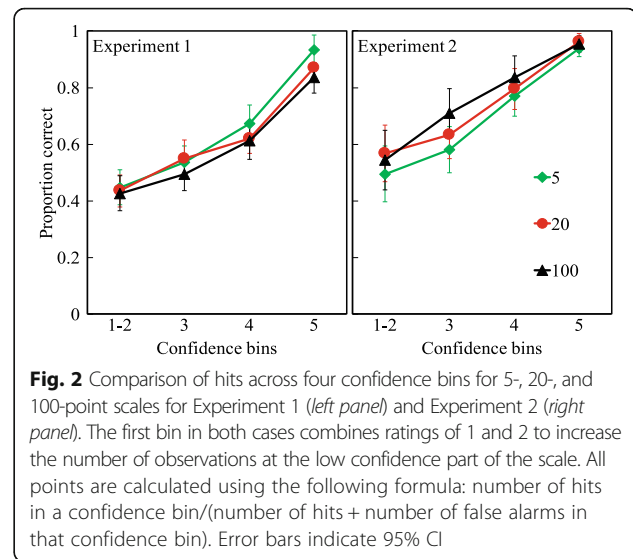 Experiment 1
Experiment 2
1
0.8
0.6
0.4
0.2
0
Proportion correct
5
20
100
1-2 3 4 5 1-2 3 4 5
Confidence bins Confidence bins
Fig. 2 Comparison of hits across four confidence bins for 5-, 20-, and
100-point scales for Experiment 1 (left panel) and Experiment 2 (right
panel). The first bin in both cases combines ratings of 1 and 2 to increase
the number of observations at the low confidence part of the scale. All
points are calculated using the following formula: number of hits
in a confidence bin/(number of hits + number of false alarms in
that confidence bin). Error bars indicate 95% CI